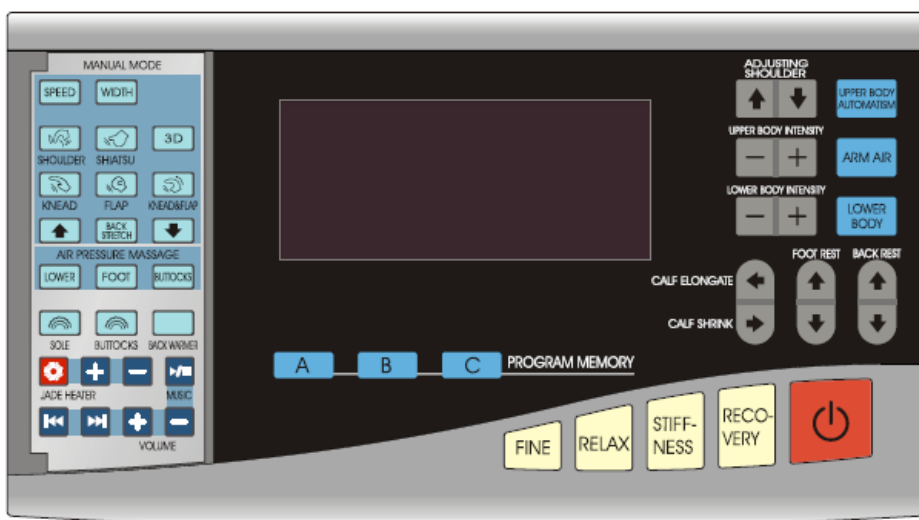 MANUAL MODE
SPEED WIDTH
3D
SHOULDER SHIATSU
KNEAD FLAP KNEAD&FLAP
BACK
STRETCH
AIR PRESSURE MASSAGE
LOWER FOOT BUTTOCKS
SOLE BUTTOCKS BACK WARMER
JADE HEATER MUSIC
VOLUME
ADJUSTING
SHOULDER
UPPER BODY
AUTOMATISM
UPPER BODY INTENSITY
ARM AIR
LOWER BODY INTENSITY
LOWER
BODY
FOOT REST BACK REST
CALF ELONGATE
CALF SHRINK
A B C PROGRAM MEMORY
FINE
RELAX
STIFF-
NESS
RECO-
VERY